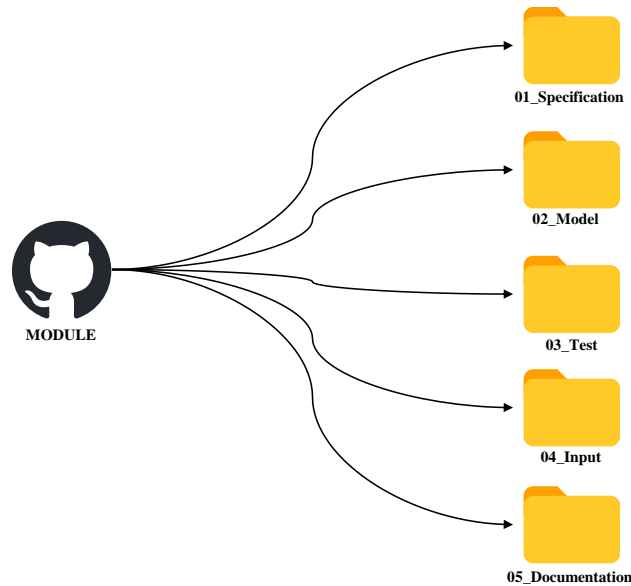 01_Specification
02_Model
MODULE
03_Test
04_Input
05_Documentation